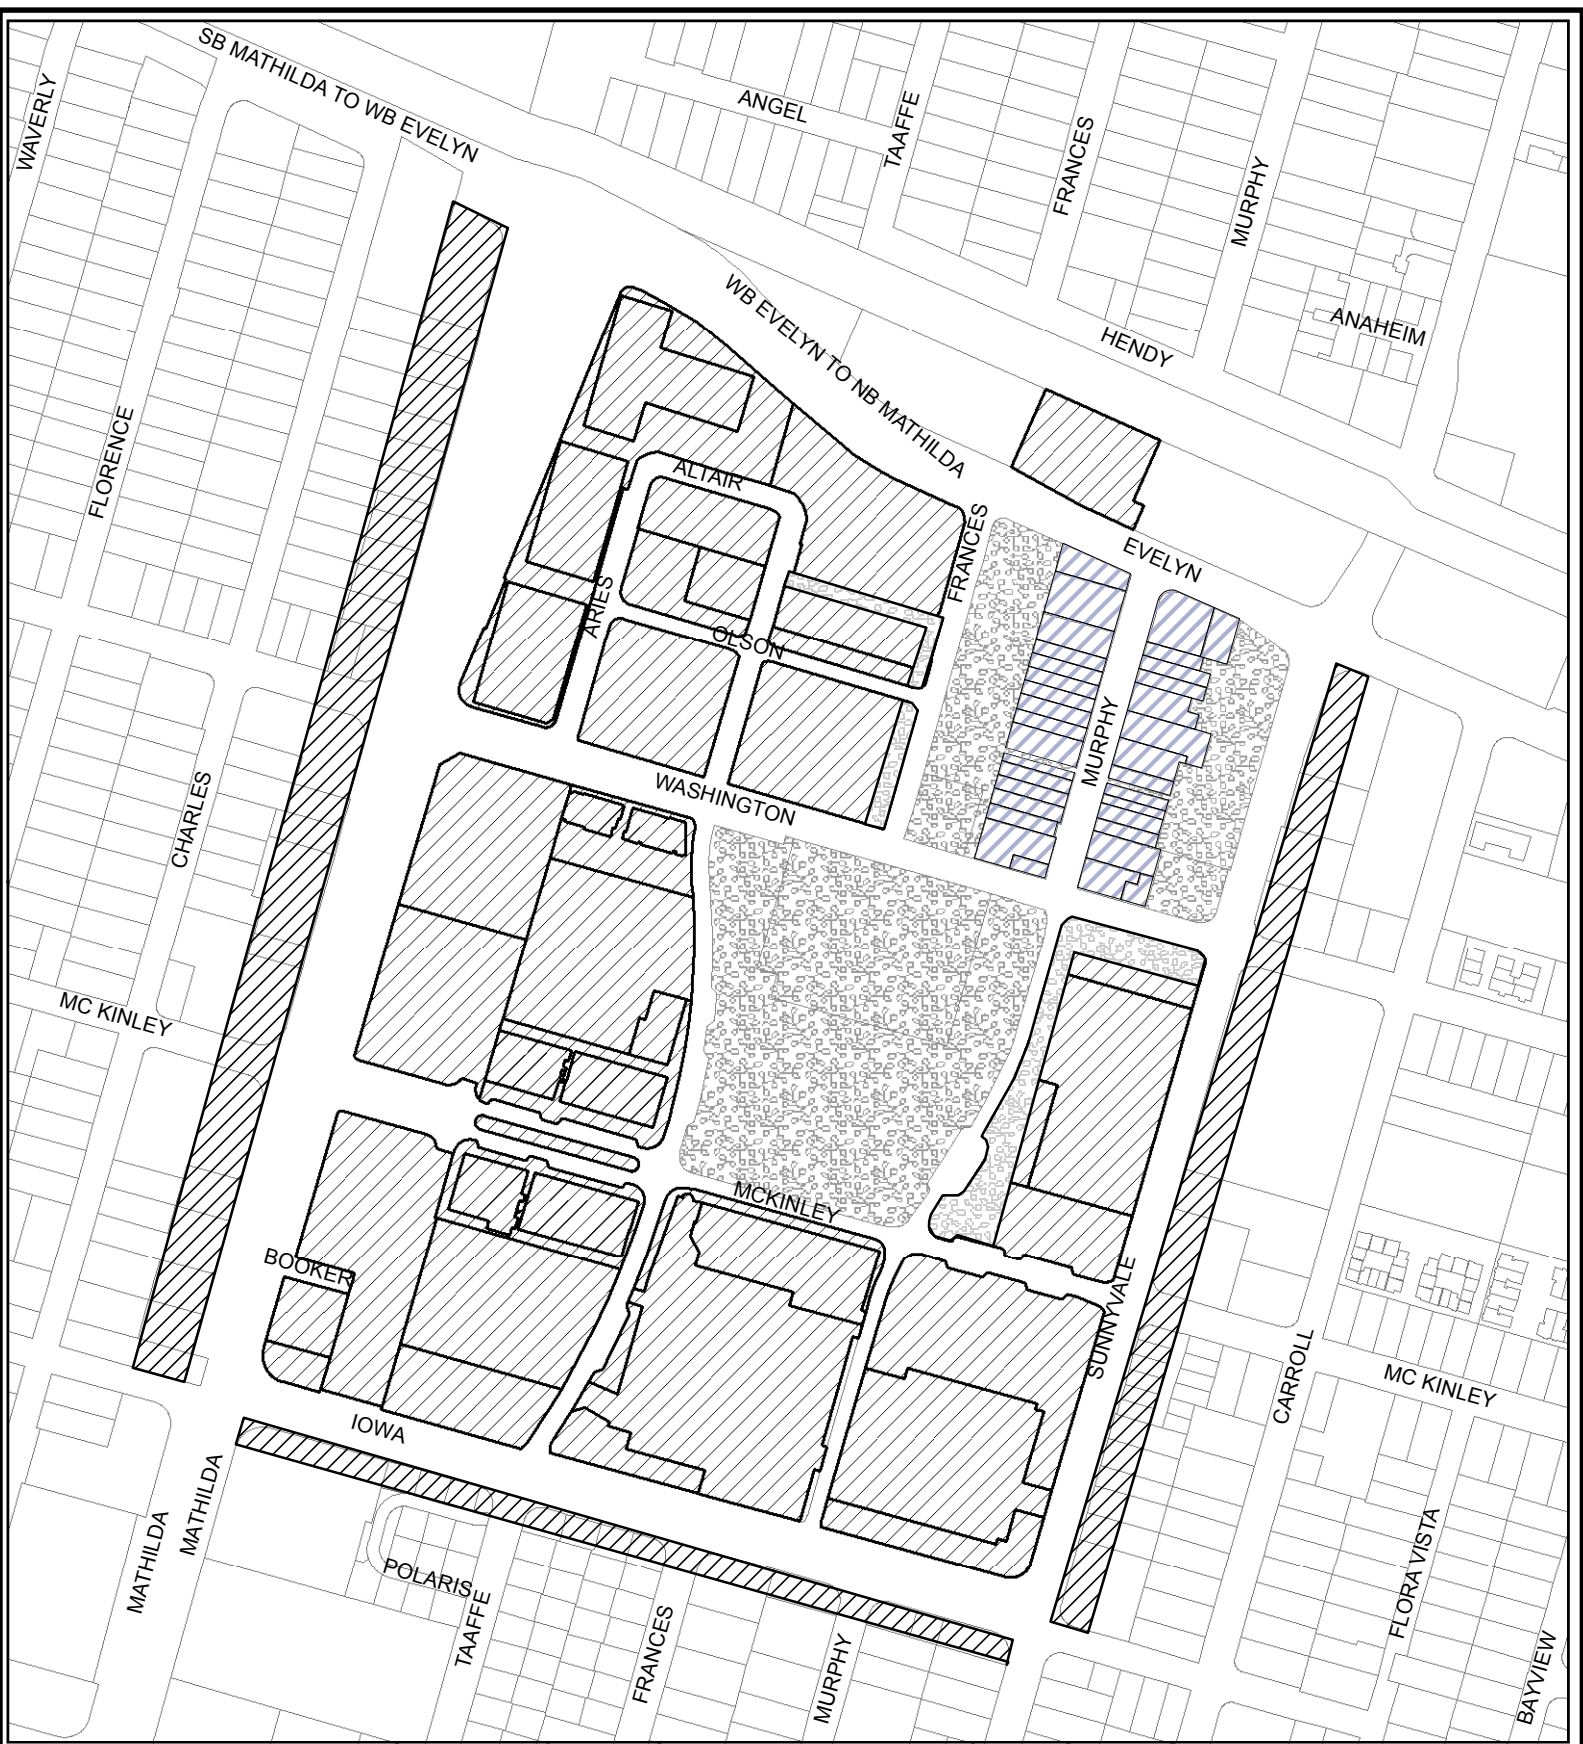 SB MATHILDA TO WB EVELYN
WAVERLY
ANGEL
TAAFFE
FRANCES
MURPHY
ANAHEIM
HENDY
WB EVELYN TO NB MATHILDA
FLORENCE
ALTAIR
FRANCES
EVELYN
ARIES
OLSON
MURPHY
WASHINGTON
CHARLES
MC KINLEY
MCKINLEY
BOOKER
SUNNYVALE
CARROLL
MC KINLEY
IOWA
MATHILDA
MATHILDA
POLARIS
TAAFFE
FRANCES
MURPHY
FLORA VISTA
BAYVIEW